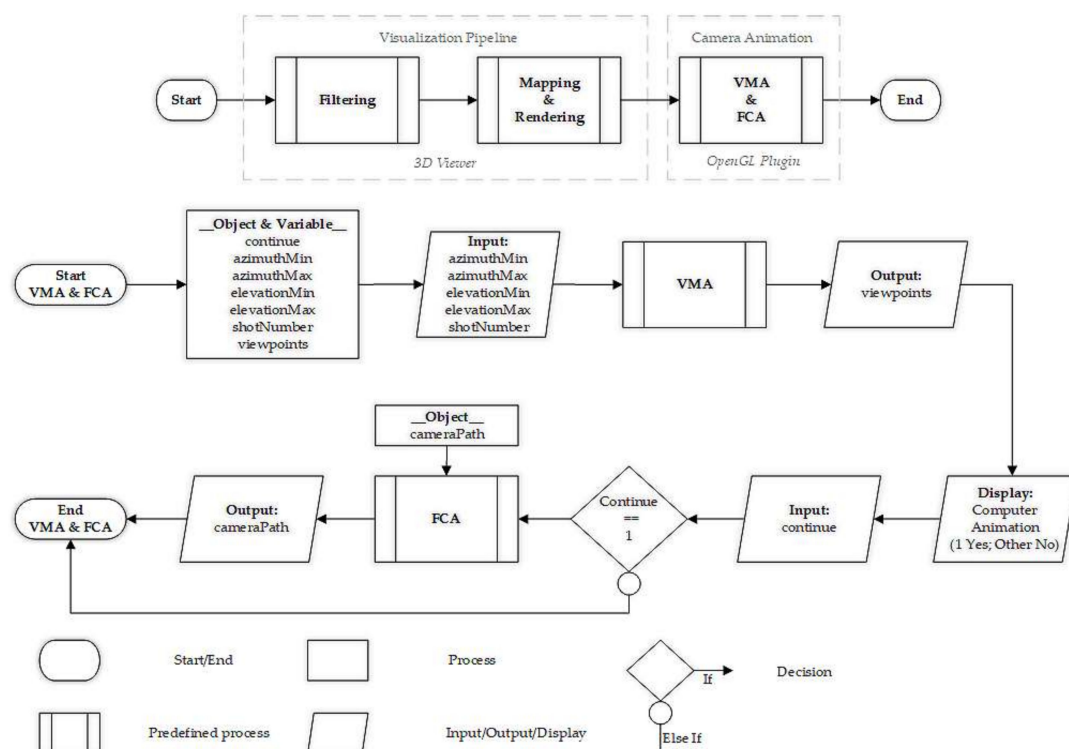 Visualization Pipeline
Camera Animation
Start
Filtering
Mapping
&
Rendering
VMA
&
FCA
End
3D Viewer
OpenGL Plugin
Start
VMA & FCA
__Object & Variable__
continue
azimuthMin
azimuthMax
elevationMin
elevationMax
shotNumber
viewpoints
Input:
azimuthMin
azimuthMax
elevationMin
elevationMax
shotNumber
VMA
Output:
viewpoints
__Object__
cameraPath
End
VMA & FCA
Output:
cameraPath
FCA
Continue
==
1
Input:
continue
Display:
Computer
Animation
(1 Yes; Other No)
Start/End
Process
If
Decision
Predefined process
Input/Output/Display
Else If